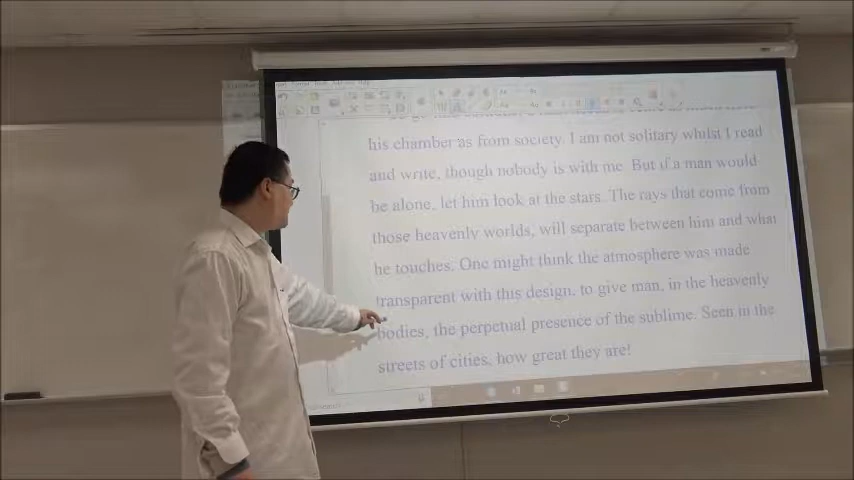 his chamber as from society. I am not solitary whilst I read
and write, though nobody is with me. But if a man would
be alone, let him look at the stars. The rays that come from
those heavenly worlds, will separate between him and what
he touches. One might think the atmosphere was made
transparent with this design, to give man, in the heavenly
bodies, the perpetual presence of the sublime. Seen in the
streets of cities, how great they are!